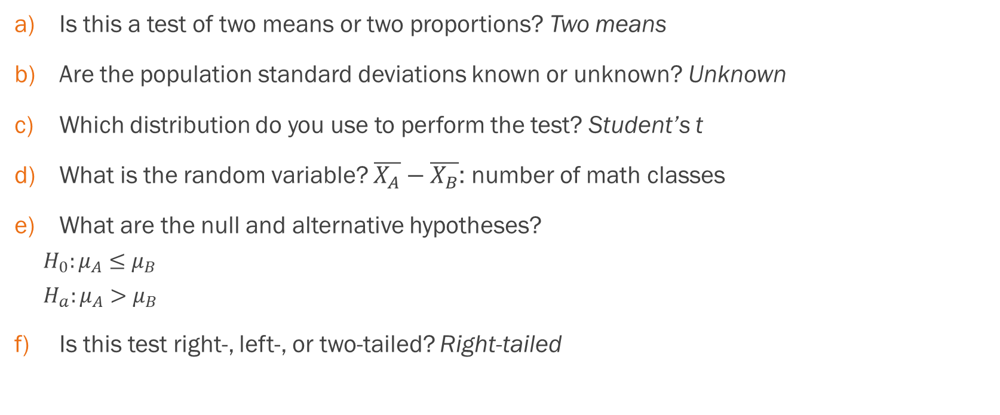 a) Is this a test of two means or two proportions? Two means
b) Are the population standard deviations known or unknown? Unknown
c) Which distribution do you use to perform the test? Student’s t
d) What is the random variable? $\overline{X_A} - \overline{X_B}$: number of math classes
e) What are the null and alternative hypotheses?
$H_0: \mu_A \leq \mu_B$
$H_a: \mu_A > \mu_B$
f) Is this test right-, left-, or two-tailed? Right-tailed